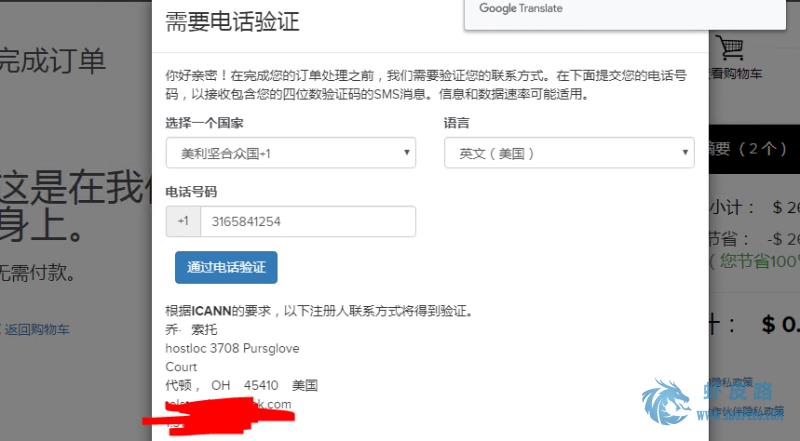 需要电话验证
Google Translate
完成订单
看购物车
你好亲密！在完成您的订单处理之前，我们需要验证您的联系方式。在下面提交您的电话号
码，以接收包含您的四位数验证码的SMS消息。信息和数据速率可能适用。
选择一个国家
语言
美利坚合众国+1
英文（美国）
摘要（2个）
这是在我们
身上。
电话号码
小计： $ 26
+1 3165841254
节省： -$ 26
（您节省100%
无需付款。
通过电话验证
根据ICANN的要求，以下注册人联系方式将得到验证。
计： $ 0.
返回购物车
乔· 索托
hostloc 3708 Pursglove
Court
代顿， OH 45410 美国
隐私政策
作伙伴隐私政策
虾皮路